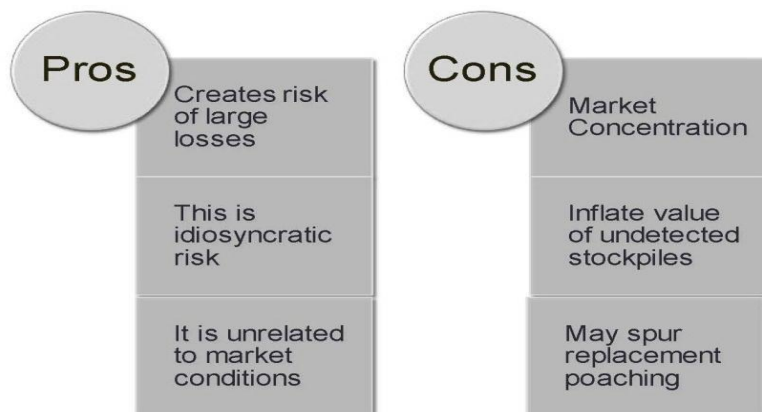 Pros
Creates risk
of large
losses
This is
idiosyncratic
risk
It is unrelated
to market
conditions
Cons
Market
Concentration
Inflate value
of undetected
stockpiles
May spur
replacement
poaching